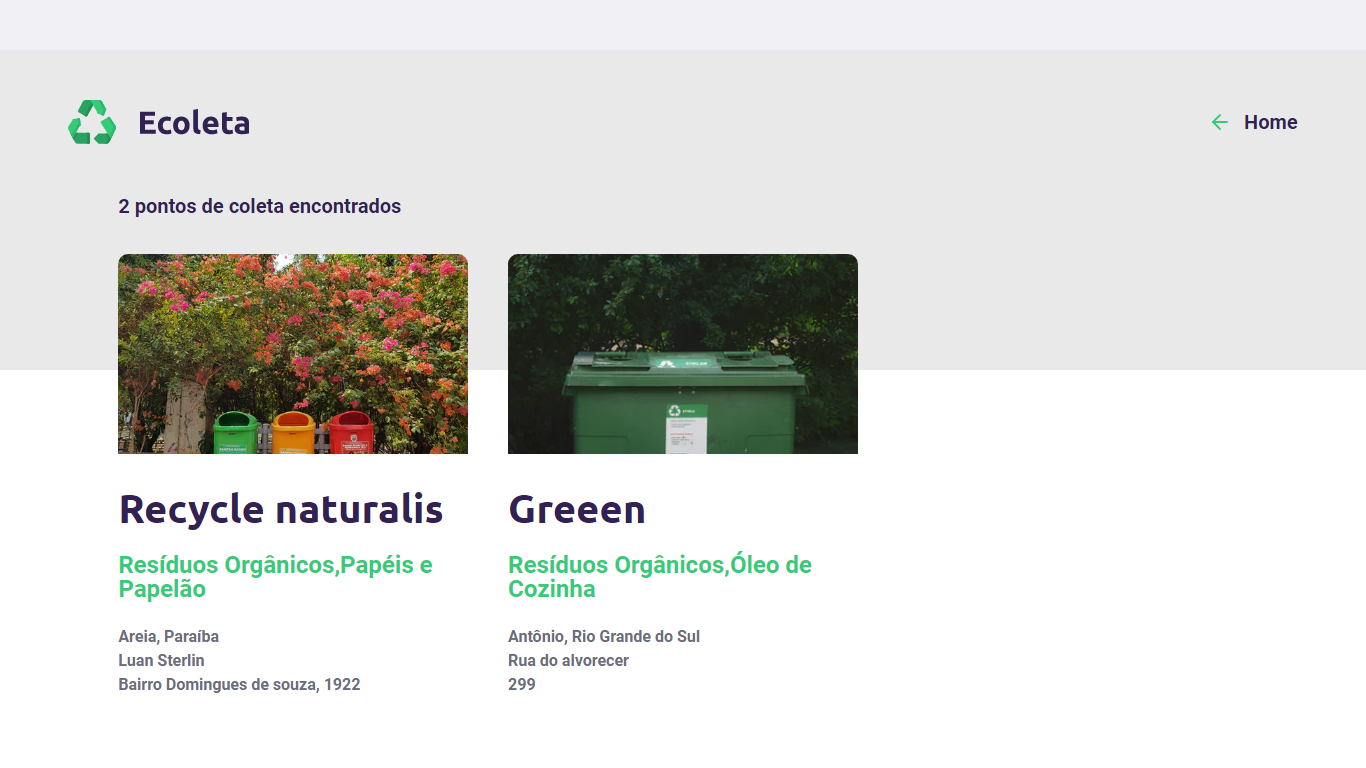 Ecoleta
Home
2 pontos de coleta encontrados
Recycle naturalis
Resíduos Orgânicos,Papéis e
Papelão
Areia, Paraíba
Luan Sterlin
Bairro Domingues de souza, 1922
Greeen
Resíduos Orgânicos,Óleo de
Cozinha
Antônio, Rio Grande do Sul
Rua do alvorecer
299